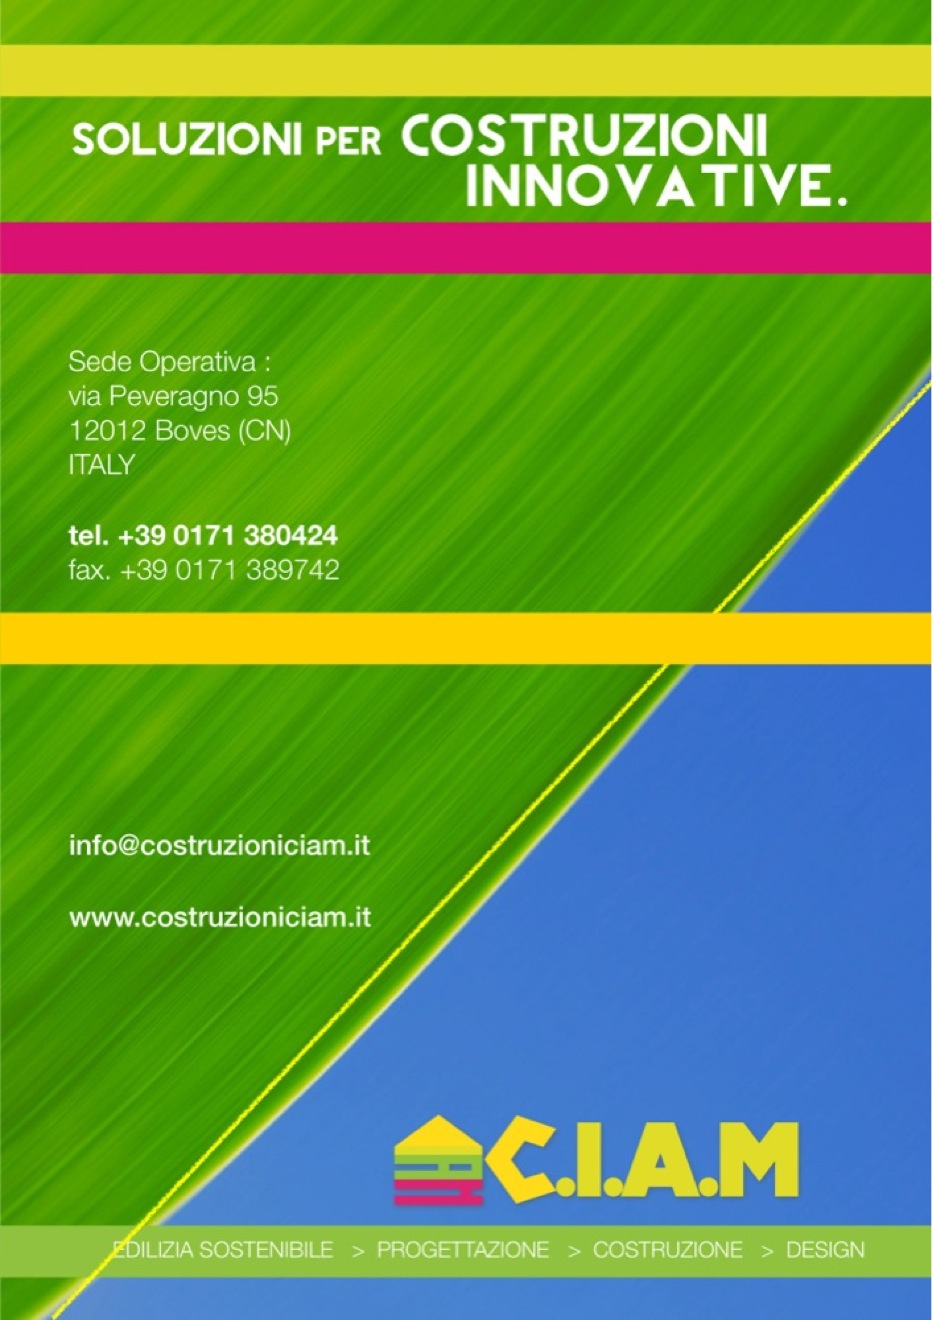 SOLUZIONI PER COSTRUZIONI
INNOVATIVE.
Sede Operativa :
via Peveragno 95
12012 Boves (CN)
ITALY
tel. +39 0171 380424
fax. +39 0171 389742
info@costruzioniciam.it
www.costruzioniciam.it
C.I.A.M
EDILIZIA SOSTENIBILE > PROGETTAZIONE > COSTRUZIONE > DESIGN